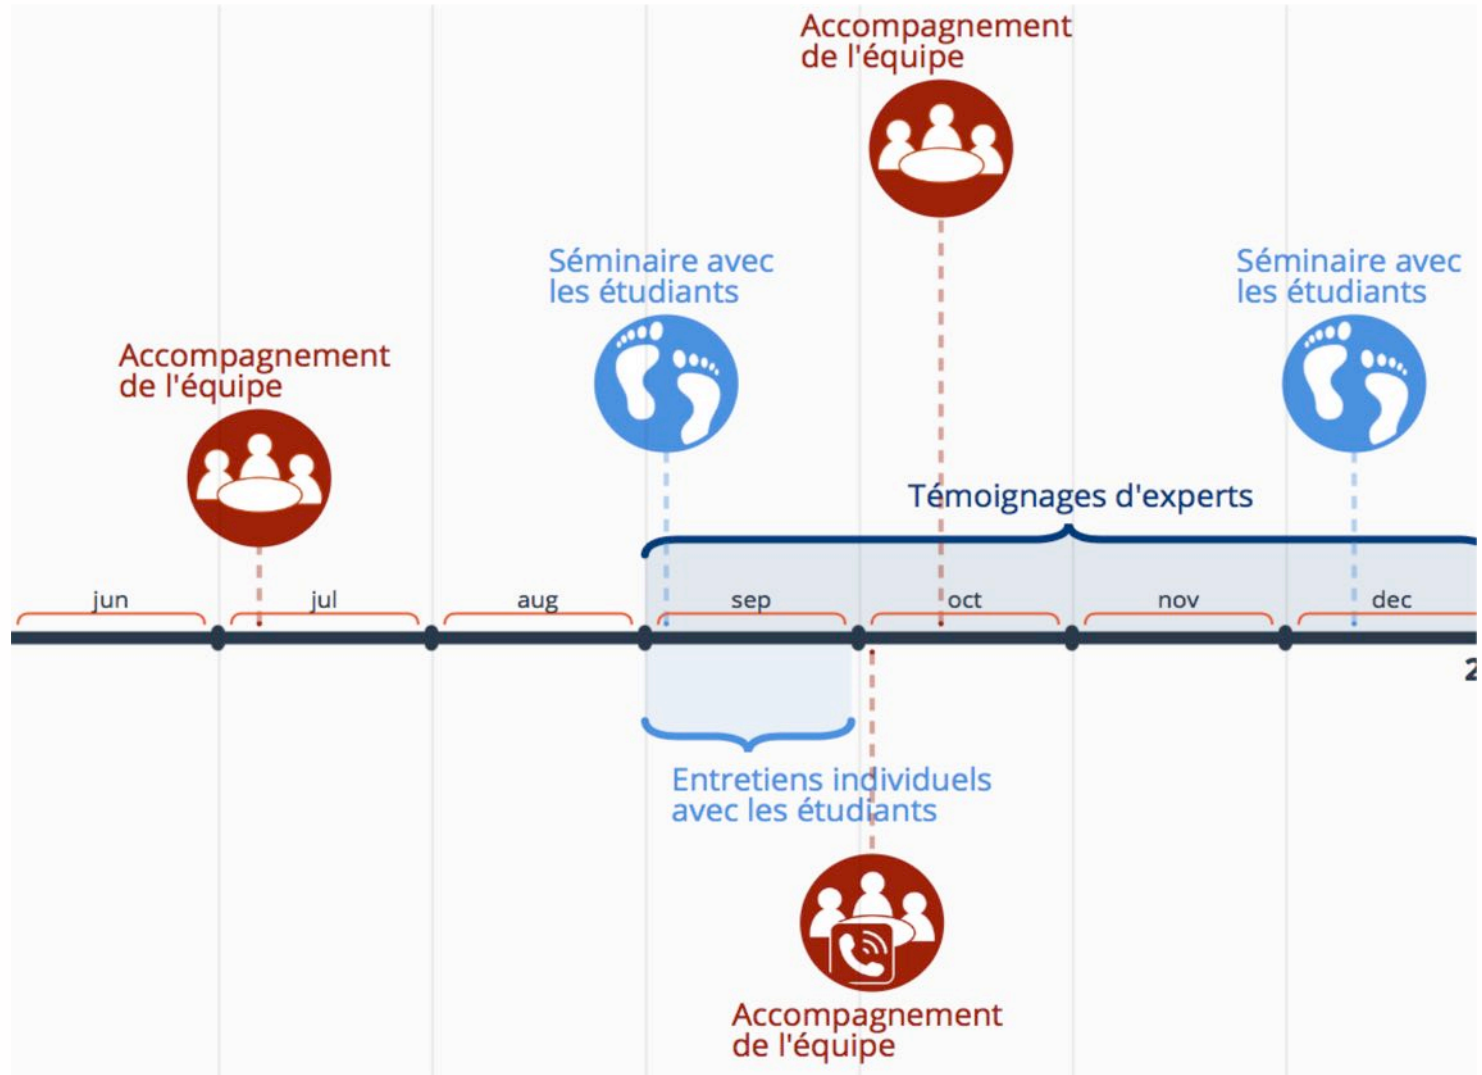 Accompagnement
de l'équipe
Séminaire avec
les étudiants
Séminaire avec
les étudiants
Accompagnement
de l'équipe
Témoignages d'experts
jun
jul
aug
sep
oct
nov
dec
2
Entretiens individuels
avec les étudiants
Accompagnement
de l'équipe